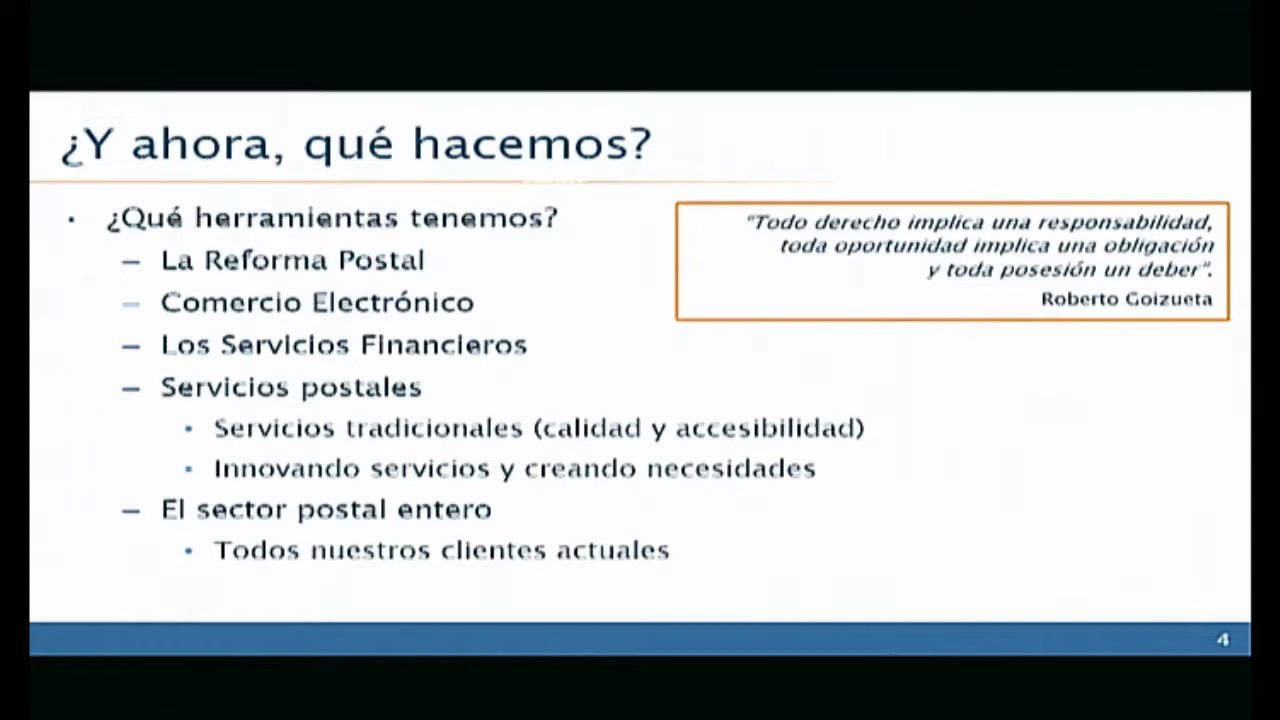 ¿Y ahora, qué hacemos?
• ¿Qué herramientas tenemos?
– La Reforma Postal
– Comercio Electrónico
– Los Servicios Financieros
– Servicios postales
• Servicios tradicionales (calidad y accesibilidad)
• Innovando servicios y creando necesidades
– El sector postal entero
• Todos nuestros clientes actuales
"Todo derecho implica una responsabilidad,
toda oportunidad implica una obligación
y toda posesión un deber".
Roberto Goizueta
4